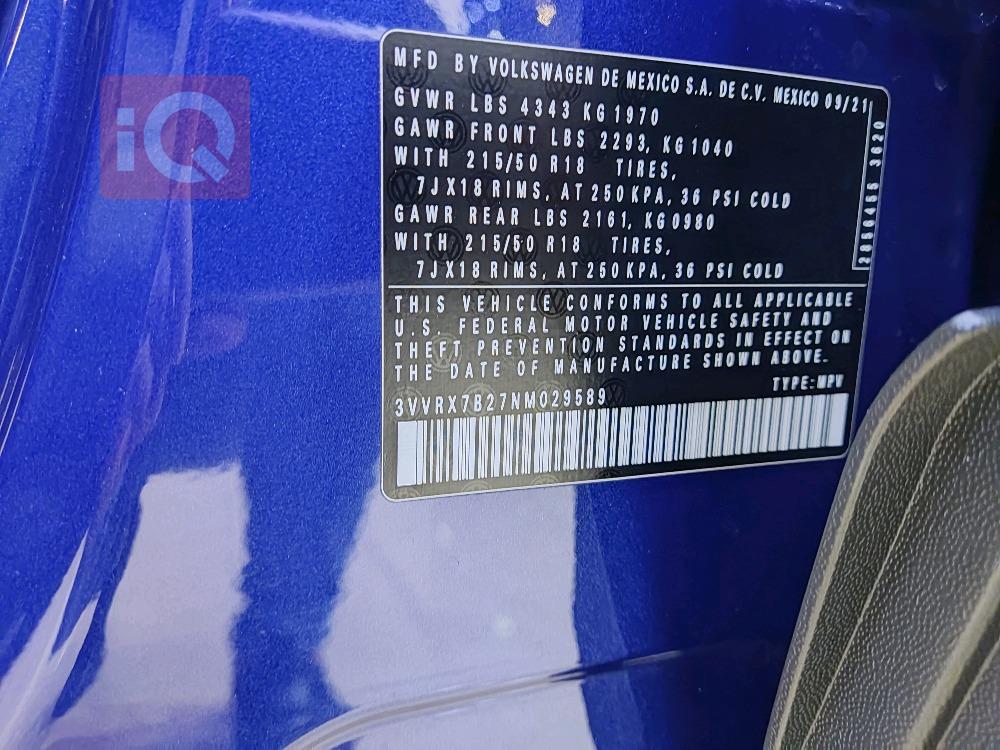 iQ
MFD BY VOLKSWAGEN DE MEXICO S.A. DE C.V. MEXICO 09/21
GVWR LBS 4343 KG 1970
GAWR FRONT LBS 2293, KG 1040
WITH 215/50 R18 TIRES,
7JX18 RIMS, AT 250 KPA, 36 PSI COLD
GAWR REAR LBS 2161, KG 0980
WITH 215/50 R18 TIRES,
7JX18 RIMS, AT 250 KPA, 36 PSI COLD
THIS VEHICLE CONFORMS TO ALL APPLICABLE
U.S. FEDERAL MOTOR VEHICLE SAFETY AND
THEFT PREVENTION STANDARDS IN EFFECT ON
THE DATE OF MANUFACTURE SHOWN ABOVE.
TYPE:MPV
3VVRX7B27NM029589